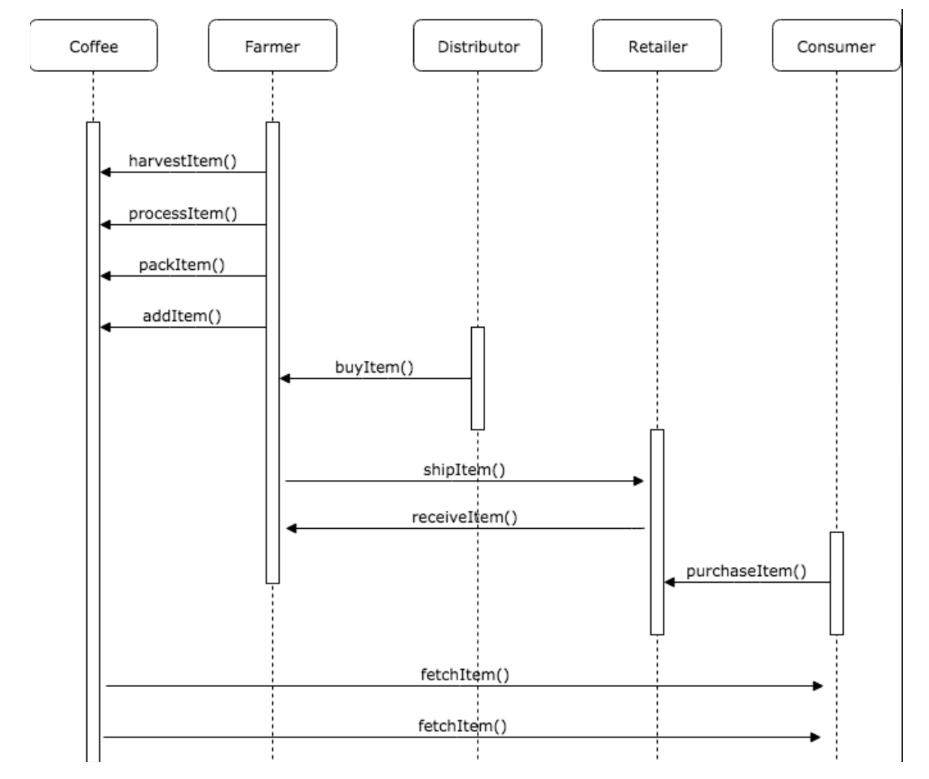 Coffee
Farmer
Distributor
Retailer
Consumer
harvestItem()
processItem()
packItem()
addItem()
buyItem()
shipItem()
receiveItem()
purchaseItem()
fetchItem()
fetchItem()